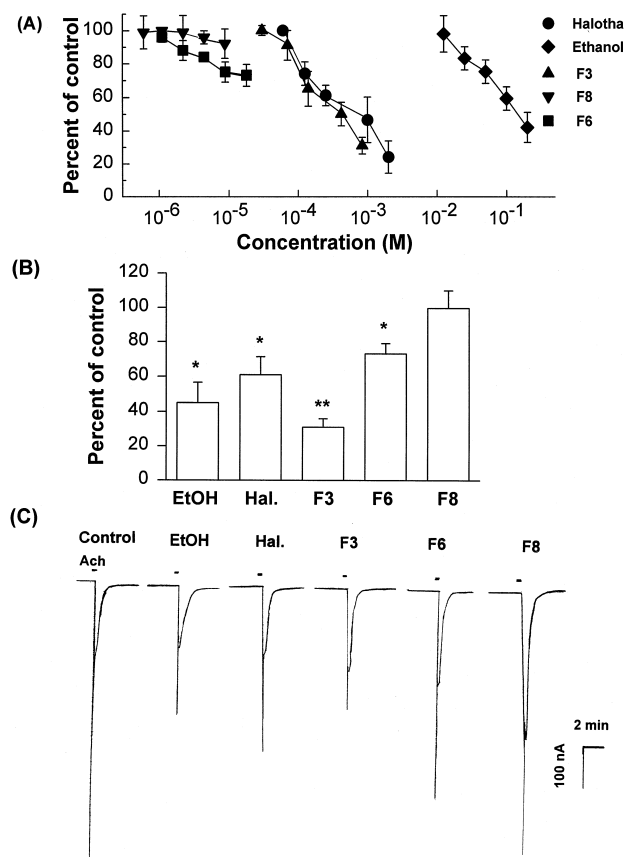 (A)
Percent of control
100
80
60
40
20
0
10-6
10-5
10-4
10-3
10-2
10-1
Concentration (M)
Halotha
Ethanol
F3
F8
F6
(B)
Percent of control
120
100
80
60
40
20
0
*
*
**
*
EtOH Hal. F3 F6 F8
(C)
Control EtOH Hal. F3 F6 F8
Ach
2 min
100 nA